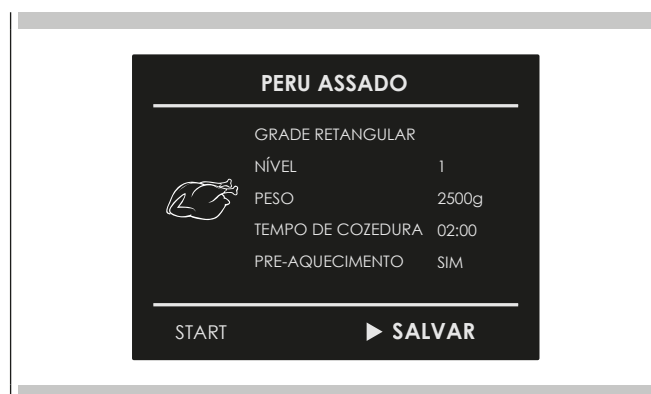 PERU ASSADO
GRADE RETANGULAR
NÍVEL 1
PESO 2500g
TEMPO DE COZEDURA 02:00
PRE-AQUECIMENTO SIM
START ▶ SALVAR